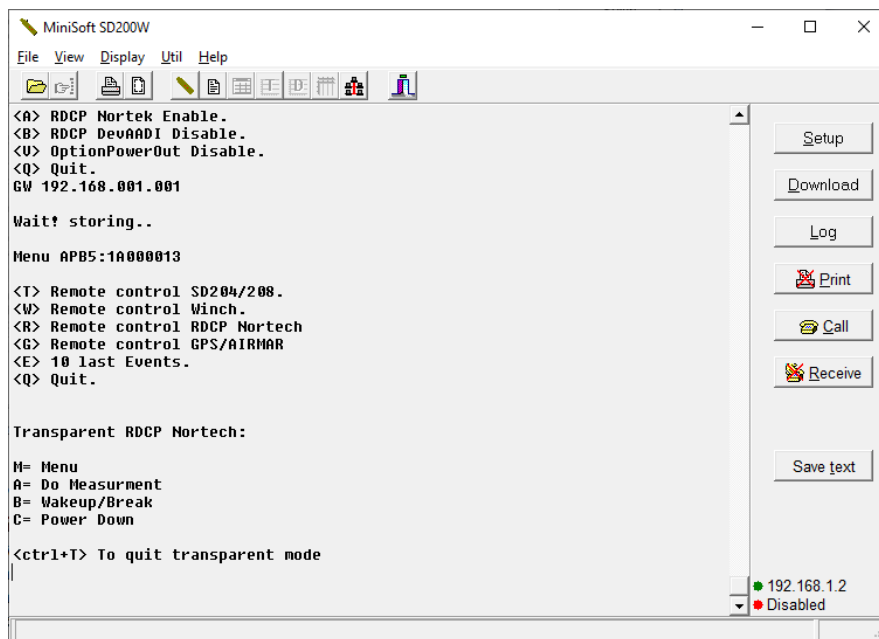 MiniSoft SD200W
File View Display Util Help
<A> RDCP Nortek Enable.
<B> RDCP DevAADI Disable.
<V> OptionPowerOut Disable.
<Q> Quit.
GW 192.168.001.001
Wait! storing..
Menu APB5:1A000013
<T> Remote control SD204/208.
<W> Remote control Winch.
<R> Remote control RDCP Nortech
<G> Remote control GPS/AIRMAR
<E> 10 last Events.
<Q> Quit.
Transparent RDCP Nortech:
M= Menu
A= Do Measurment
B= Wakeup/Break
C= Power Down
<ctrl+T> To quit transparent mode
Setup
Download
Log
Print
Call
Receive
Save text
192.168.1.2
Disabled